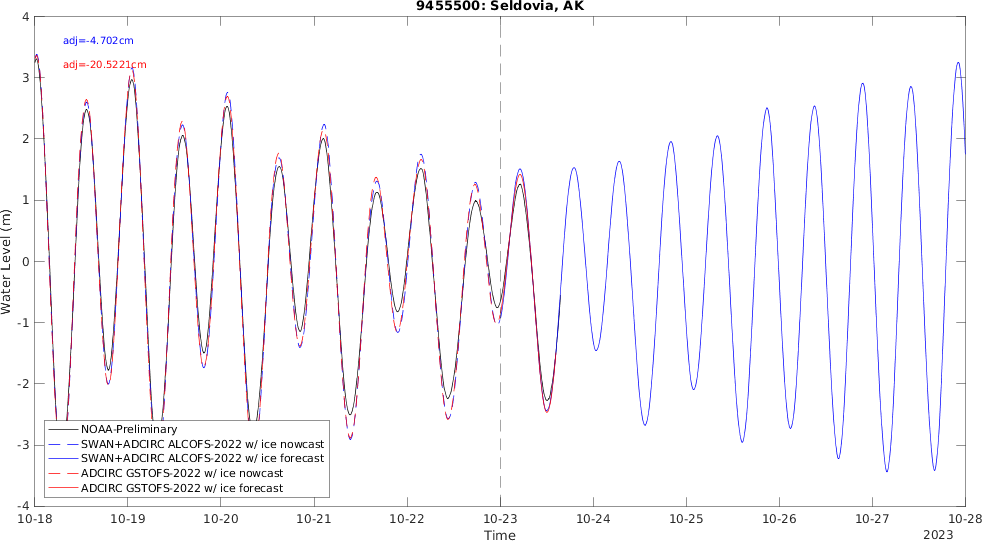 9455500: Seldovia, AK
adj=-4.702cm
adj=-20.5221cm
Water Level (m)
4
3
2
1
0
-1
-2
-3
-4
NOAA-Preliminary
SWAN+ADCIRC ALCOFS-2022 w/ ice nowcast
SWAN+ADCIRC ALCOFS-2022 w/ ice forecast
ADCIRC GSTOFS-2022 w/ ice nowcast
ADCIRC GSTOFS-2022 w/ ice forecast
10-18 10-19 10-20 10-21 10-22 10-23 10-24 10-25 10-26 10-27 10-28
Time
2023